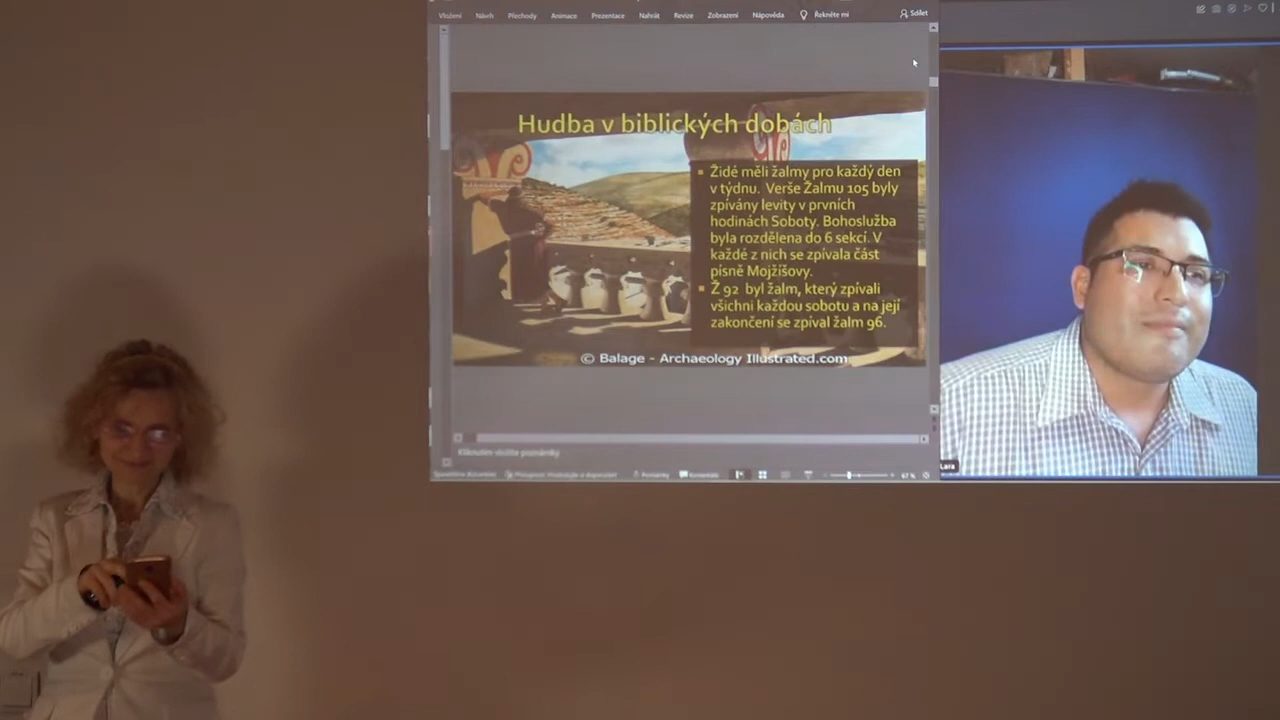 Vložení Návrh Přechody Animace Prezentace Nahrát Revize Zobrazení Nápověda Řekněte mi Sdílet
Hudba v biblických dobách
Židé měli žalmy pro každý den
v týdnu. Verše Žalmu 105 byly
zpívány levity v prvních
hodinách Soboty. Bohoslužba
byla rozdělena do 6 sekcí. V
každé z nich se zpívala část
písně Mojžíšovy.
Ž 92 byl žalm, který zpívali
všichni každou sobotu a na její
zakončení se zpíval žalm 96.
© Balage - Archaeology Illustrated.com
Kliknutím vložíte poznámky
Lara
Poznámky Komentáře 67 %